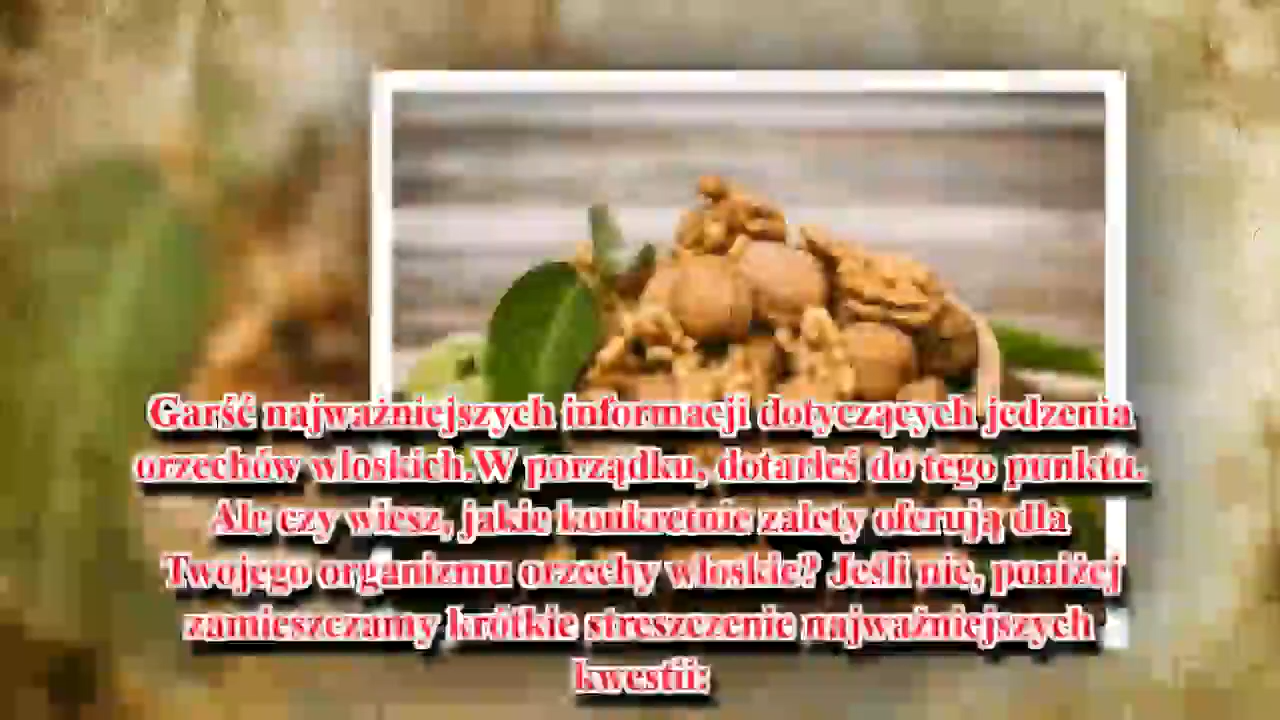 Garść najważniejszych informacji dotyczących jedzenia
orzechów włoskich.W porządku, dotarłeś do tego punktu.
Ale czy wiesz, jakie konkretnie zalety oferują dla
Twojego organizmu orzechy włoskie? Jeśli nie, poniżej
zamieszczamy krótkie streszczenie najważniejszych
kwestii: